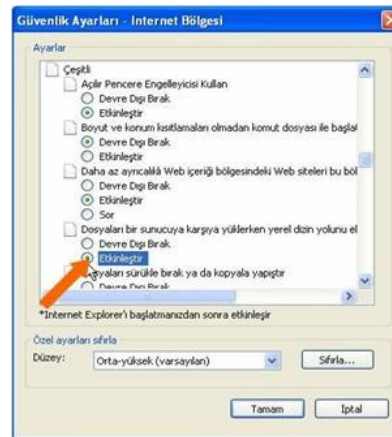 Güvenlik Ayarları - Internet Bölgesi
Ayarlar
Çeşitli
Açılır Pencere Engelleyicisi Kullan
Devre Dışı Bırak
Etkinleştir
Boyut ve konum kısıtlamaları olmadan komut dosyası ile başlat
Devre Dışı Bırak
Etkinleştir
Daha az ayrıcalıklı Web içeriği bölgesindeki Web siteleri bu böl
Devre Dışı Bırak
Etkinleştir
Sor
Dosyaları bir sunucuya karşıya yüklerken yerel dizin yolunu el
Devre Dışı Bırak
Etkinleştir
syaları sürükle bırak ya da kopyala yapıştır
Devre Dışı Bırak
*Internet Explorer'ı başlatmanızdan sonra etkinleşir
Özel ayarları sıfırla
Düzey:
Orta-yüksek (varsayılan)
Sıfırla...
Tamam
İptal